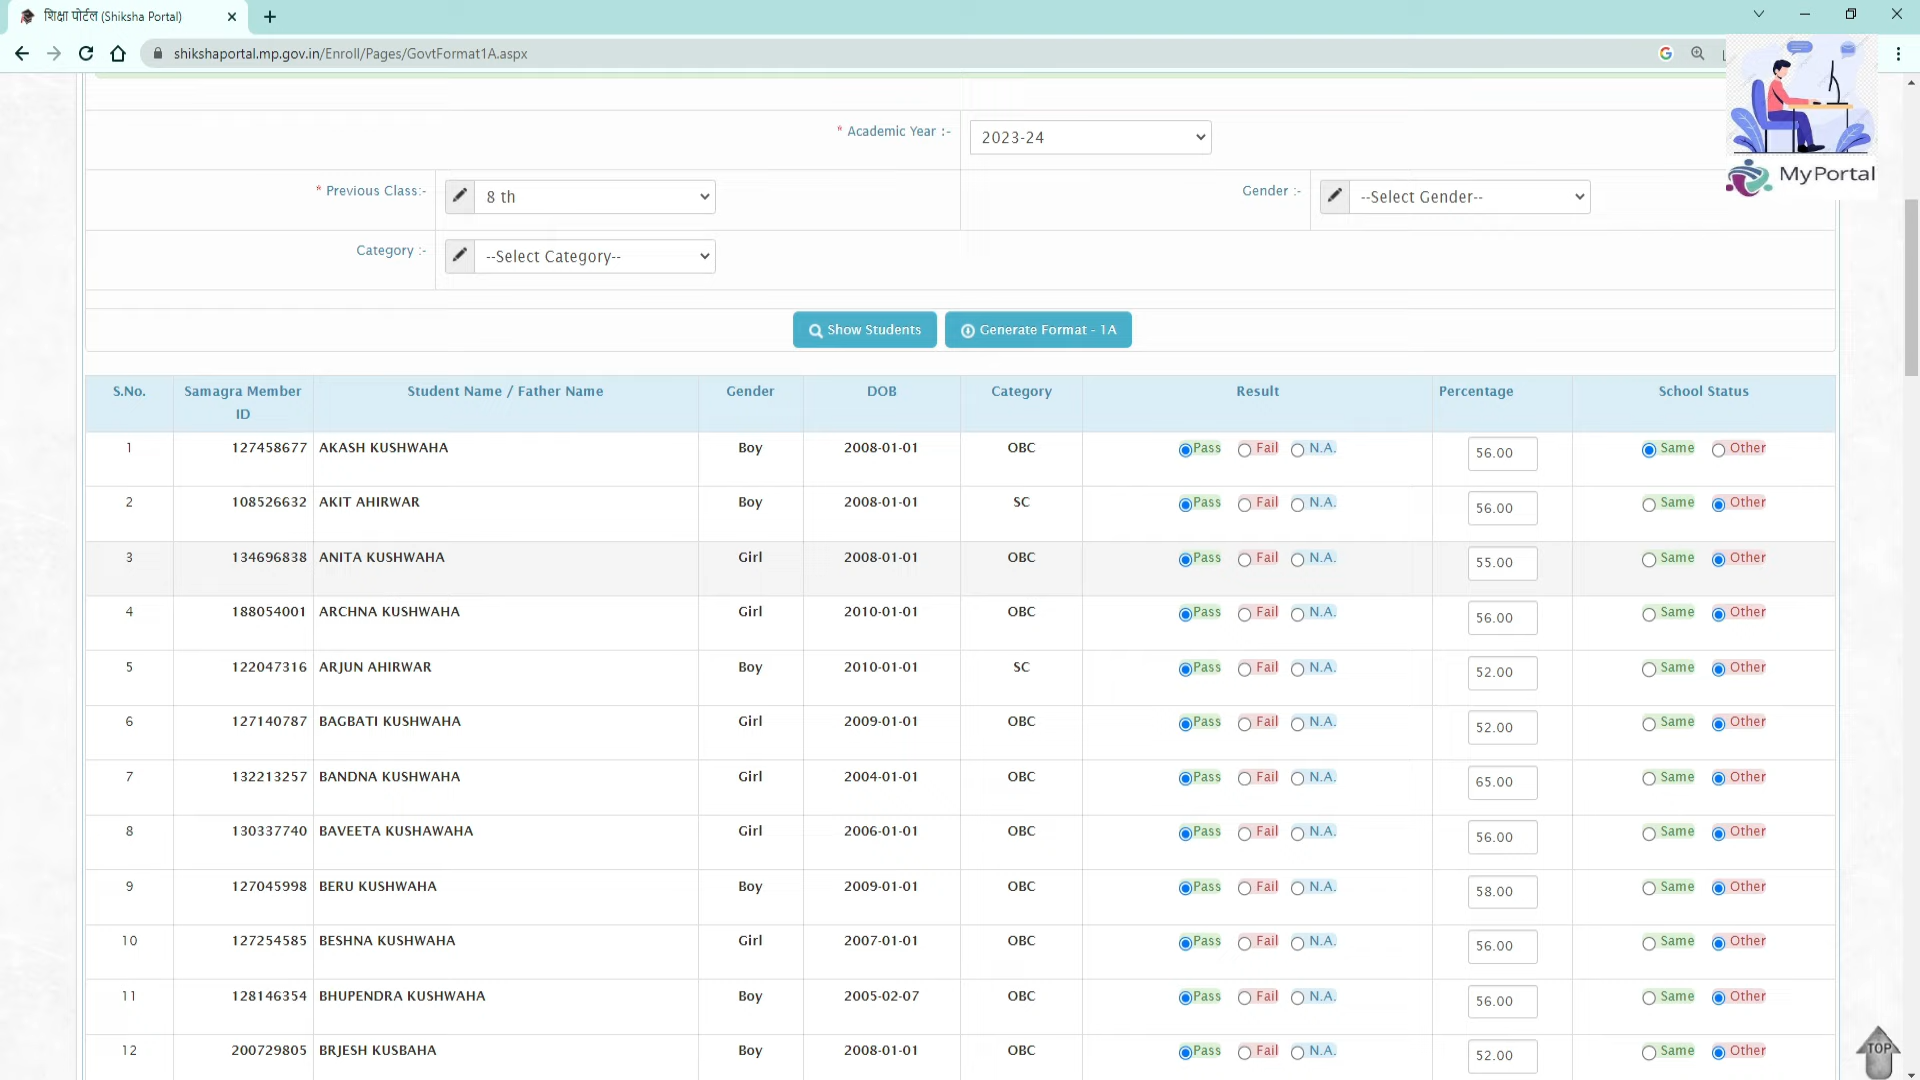 शिक्षा पोर्टल (Shiksha Portal)
shikshaportal.mp.gov.in/Enroll/Pages/GovtFormat1A.aspx
MyPortal
* Academic Year :- 2023-24
* Previous Class:- 8 th Gender :- --Select Gender--
Category :- --Select Category--
Show Students Generate Format - 1A
S.No. Samagra Member ID Student Name / Father Name Gender DOB Category Result Percentage School Status
1 127458677 AKASH KUSHWAHA Boy 2008-01-01 OBC Pass Fail N.A. 56.00 Same Other
2 108526632 AKIT AHIRWAR Boy 2008-01-01 SC Pass Fail N.A. 56.00 Same Other
3 134696838 ANITA KUSHWAHA Girl 2008-01-01 OBC Pass Fail N.A. 55.00 Same Other
4 188054001 ARCHNA KUSHWAHA Girl 2010-01-01 OBC Pass Fail N.A. 56.00 Same Other
5 122047316 ARJUN AHIRWAR Boy 2010-01-01 SC Pass Fail N.A. 52.00 Same Other
6 127140787 BAGBATI KUSHWAHA Girl 2009-01-01 OBC Pass Fail N.A. 52.00 Same Other
7 132213257 BANDNA KUSHWAHA Girl 2004-01-01 OBC Pass Fail N.A. 65.00 Same Other
8 130337740 BAVEETA KUSHAWAHA Girl 2006-01-01 OBC Pass Fail N.A. 56.00 Same Other
9 127045998 BERU KUSHWAHA Boy 2009-01-01 OBC Pass Fail N.A. 58.00 Same Other
10 127254585 BESHNA KUSHWAHA Girl 2007-01-01 OBC Pass Fail N.A. 56.00 Same Other
11 128146354 BHUPENDRA KUSHWAHA Boy 2005-02-07 OBC Pass Fail N.A. 56.00 Same Other
12 200729805 BRJESH KUSBAHA Boy 2008-01-01 OBC Pass Fail N.A. 52.00 Same Other
TOP